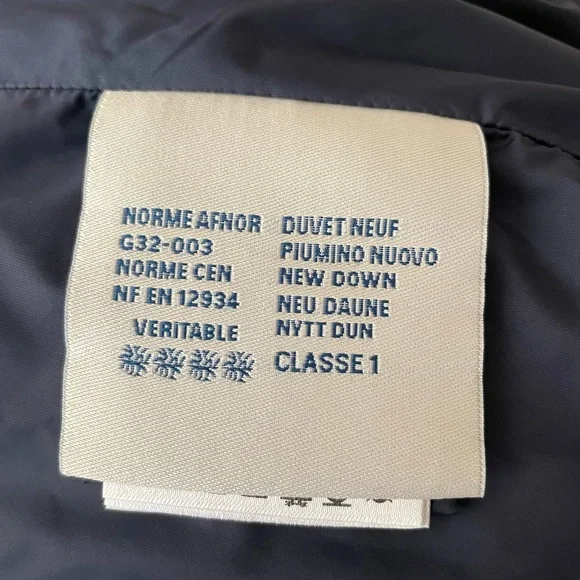 NORME AFNOR
G32-003
NORME CEN
NF EN 12934
VERITABLE
DUVET NEUF
PIUMINO NUOVO
NEW DOWN
NEU DAUNE
NYTT DUN
CLASSE 1